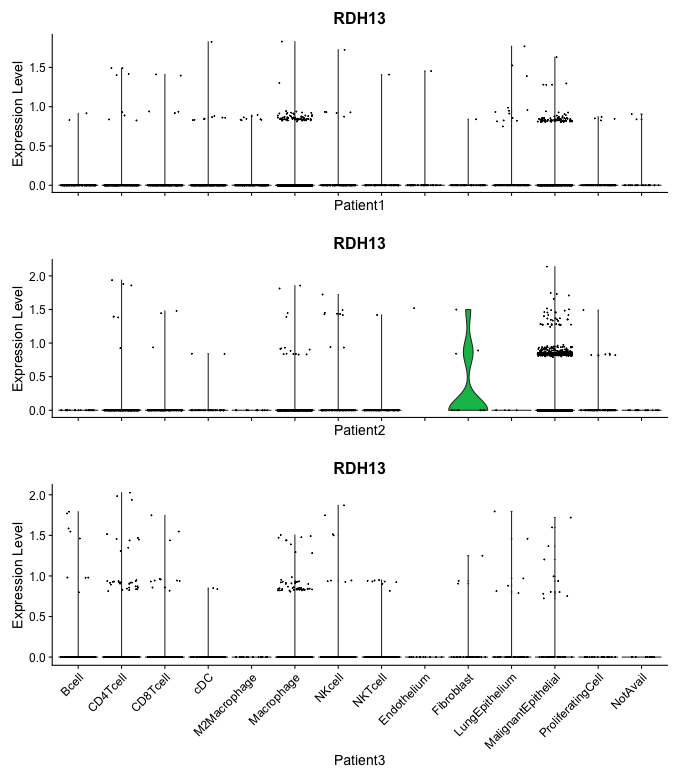 RDH13
Expression Level
1.5
1.0
0.5
0.0
Patient1
RDH13
Expression Level
2.0
1.5
1.0
0.5
0.0
Patient2
RDH13
Expression Level
2.0
1.5
1.0
0.5
0.0
Bcell
CD4Tcell
CD8Tcell
cDC
M2Macrophage
Macrophage
NKcell
NKTcell
Endothelium
Fibroblast
LungEpithelium
MalignantEpithelial
ProliferatingCell
NotAvail
Patient3